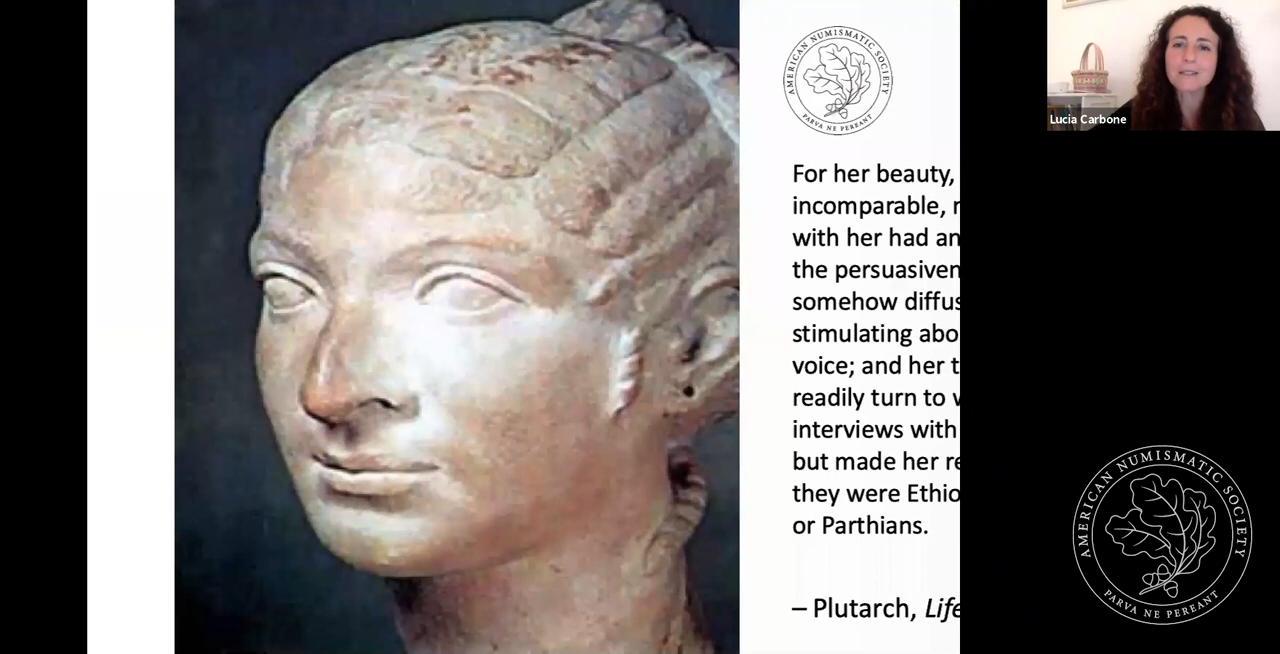 AMERICAN NUMISMATIC SOCIETY
PARVA NE PEREANT
For her beauty,
incomparable, r
with her had an
the persuasiven
somehow diffus
stimulating abo
voice; and her t
readily turn to v
interviews with
but made her re
they were Ethio
or Parthians.
– Plutarch, Life
Lucia Carbone
AMERICAN NUMISMATIC SOCIETY
PARVA NE PEREANT